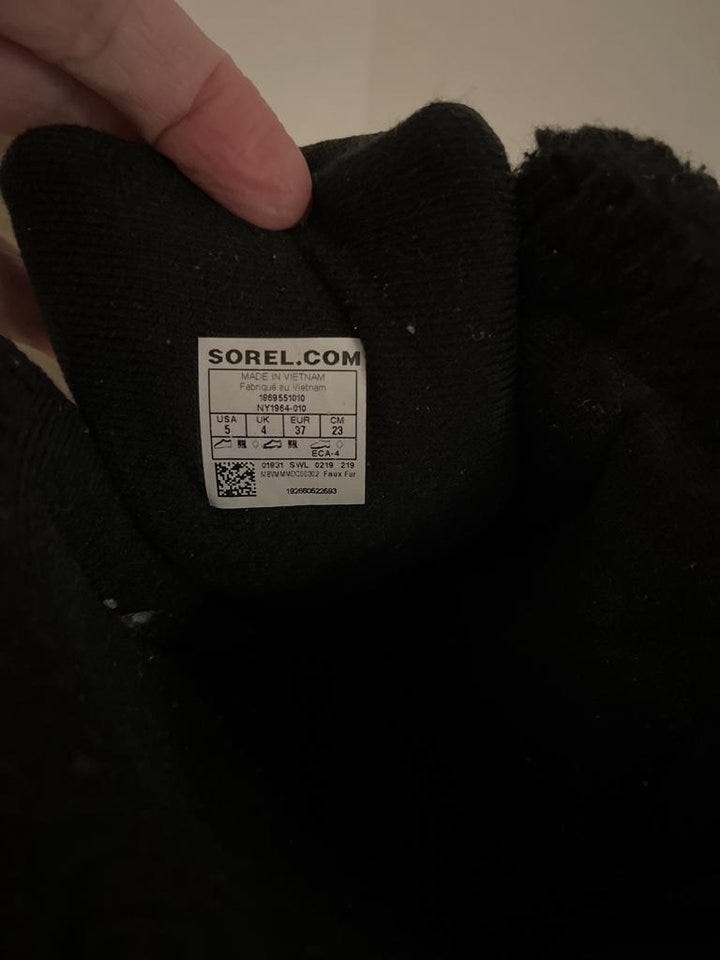 SOREL.COM
MADE IN VIETNAM
Fabriqué au Vietnam
1869551010
NY1964-010
USA UK EUR CM
5 4 37 23
ECA-4
01831 SWL 0219 219
Faux Fur
192660522593